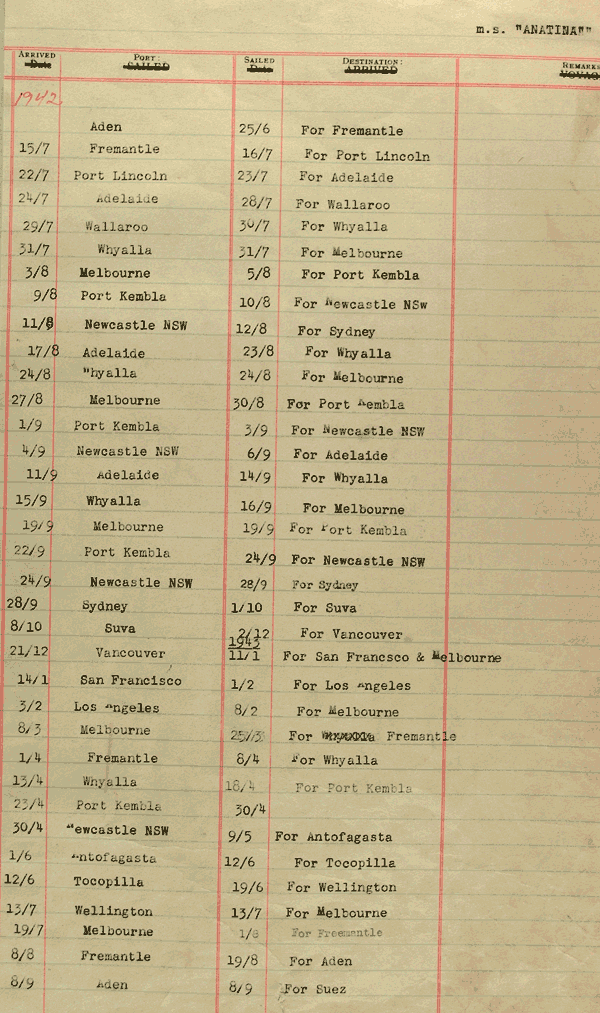 m.s. "ANATINA""
ARRIVED PORT: SAILED DESTINATION: REMARKS
Date SAILED Date ARRIVED VOYAG
1942
Aden 25/6 For Fremantle
15/7 Fremantle 16/7 For Port Lincoln
22/7 Port Lincoln 23/7 For Adelaide
24/7 Adelaide 28/7 For Wallaroo
29/7 Wallaroo 30/7 For Whyalla
31/7 Whyalla 31/7 For Melbourne
3/8 Melbourne 5/8 For Port Kembla
9/8 Port Kembla 10/8 For Newcastle NSw
11/8 Newcastle NSW 12/8 For Sydney
17/8 Adelaide 23/8 For Whyalla
24/8 Whyalla 24/8 For Melbourne
27/8 Melbourne 30/8 For Port Kembla
1/9 Port Kembla 3/9 For Newcastle NSW
4/9 Newcastle NSW 6/9 For Adelaide
11/9 Adelaide 14/9 For Whyalla
15/9 Whyalla 16/9 For Melbourne
19/9 Melbourne 19/9 For Port Kembla
22/9 Port Kembla 24/9 For Newcastle NSW
24/9 Newcastle NSW 28/9 For Sydney
28/9 Sydney 1/10 For Suva
8/10 Suva 2/12 For Vancouver
1943
21/12 Vancouver 11/1 For San Francsco & Melbourne
14/1 San Francisco 1/2 For Los Angeles
3/2 Los Angeles 8/2 For Melbourne
8/3 Melbourne 25/3 For Fremantle
1/4 Fremantle 8/4 For Whyalla
13/4 Whyalla 18/4 For Port Kembla
23/4 Port Kembla 30/4
30/4 Newcastle NSW 9/5 For Antofagasta
1/6 Antofagasta 12/6 For Tocopilla
12/6 Tocopilla 19/6 For Wellington
13/7 Wellington 13/7 For Melbourne
19/7 Melbourne 1/8 For Freemantle
8/8 Fremantle 19/8 For Aden
8/9 Aden 8/9 For Suez